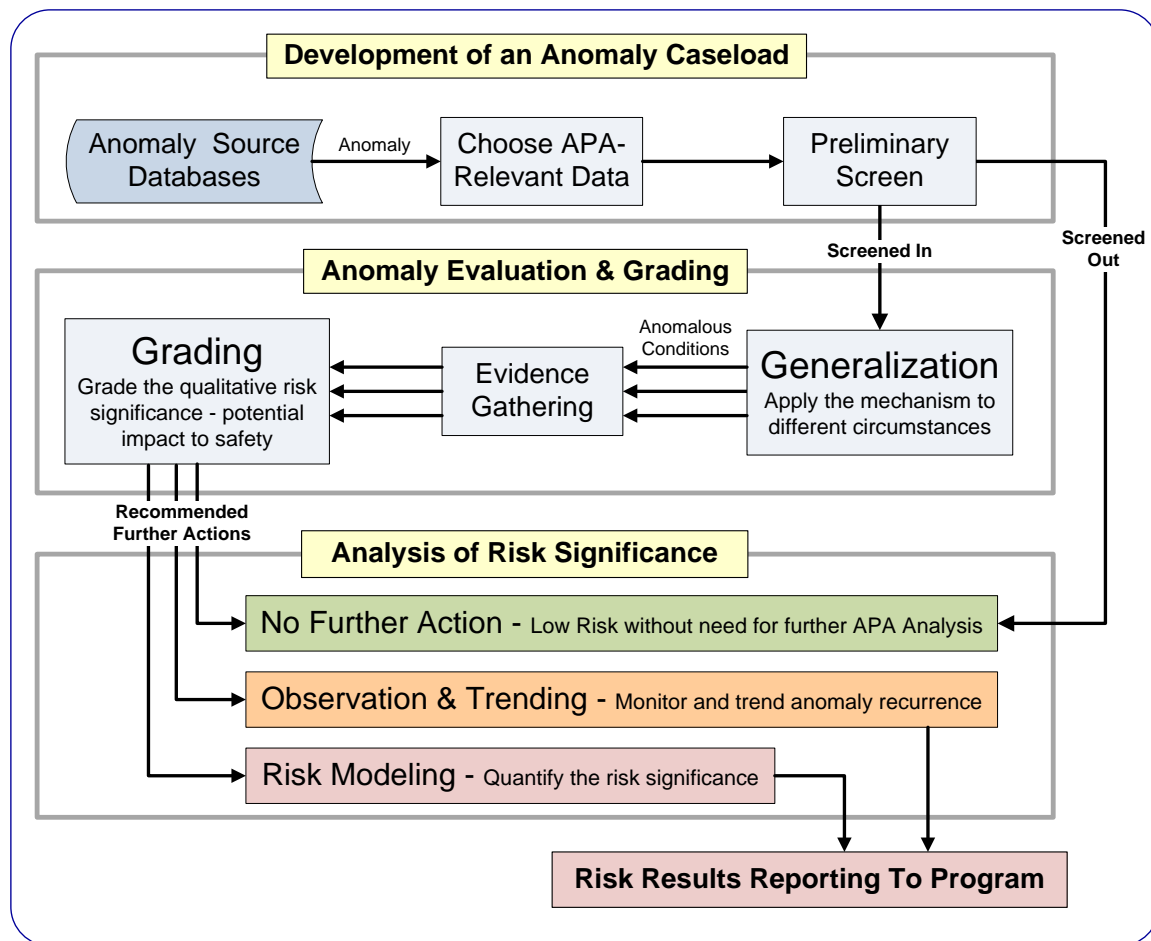 Development of an Anomaly Caseload
Anomaly Source
Databases
Anomaly
Choose APA-
Relevant Data
Preliminary
Screen
Screened In
Screened
Out
Anomaly Evaluation & Grading
Grading
Grade the qualitative risk
significance - potential
impact to safety
Evidence
Gathering
Anomalous
Conditions
Generalization
Apply the mechanism to
different circumstances
Recommended
Further Actions
Analysis of Risk Significance
No Further Action - Low Risk without need for further APA Analysis
Observation & Trending - Monitor and trend anomaly recurrence
Risk Modeling - Quantify the risk significance
Risk Results Reporting To Program